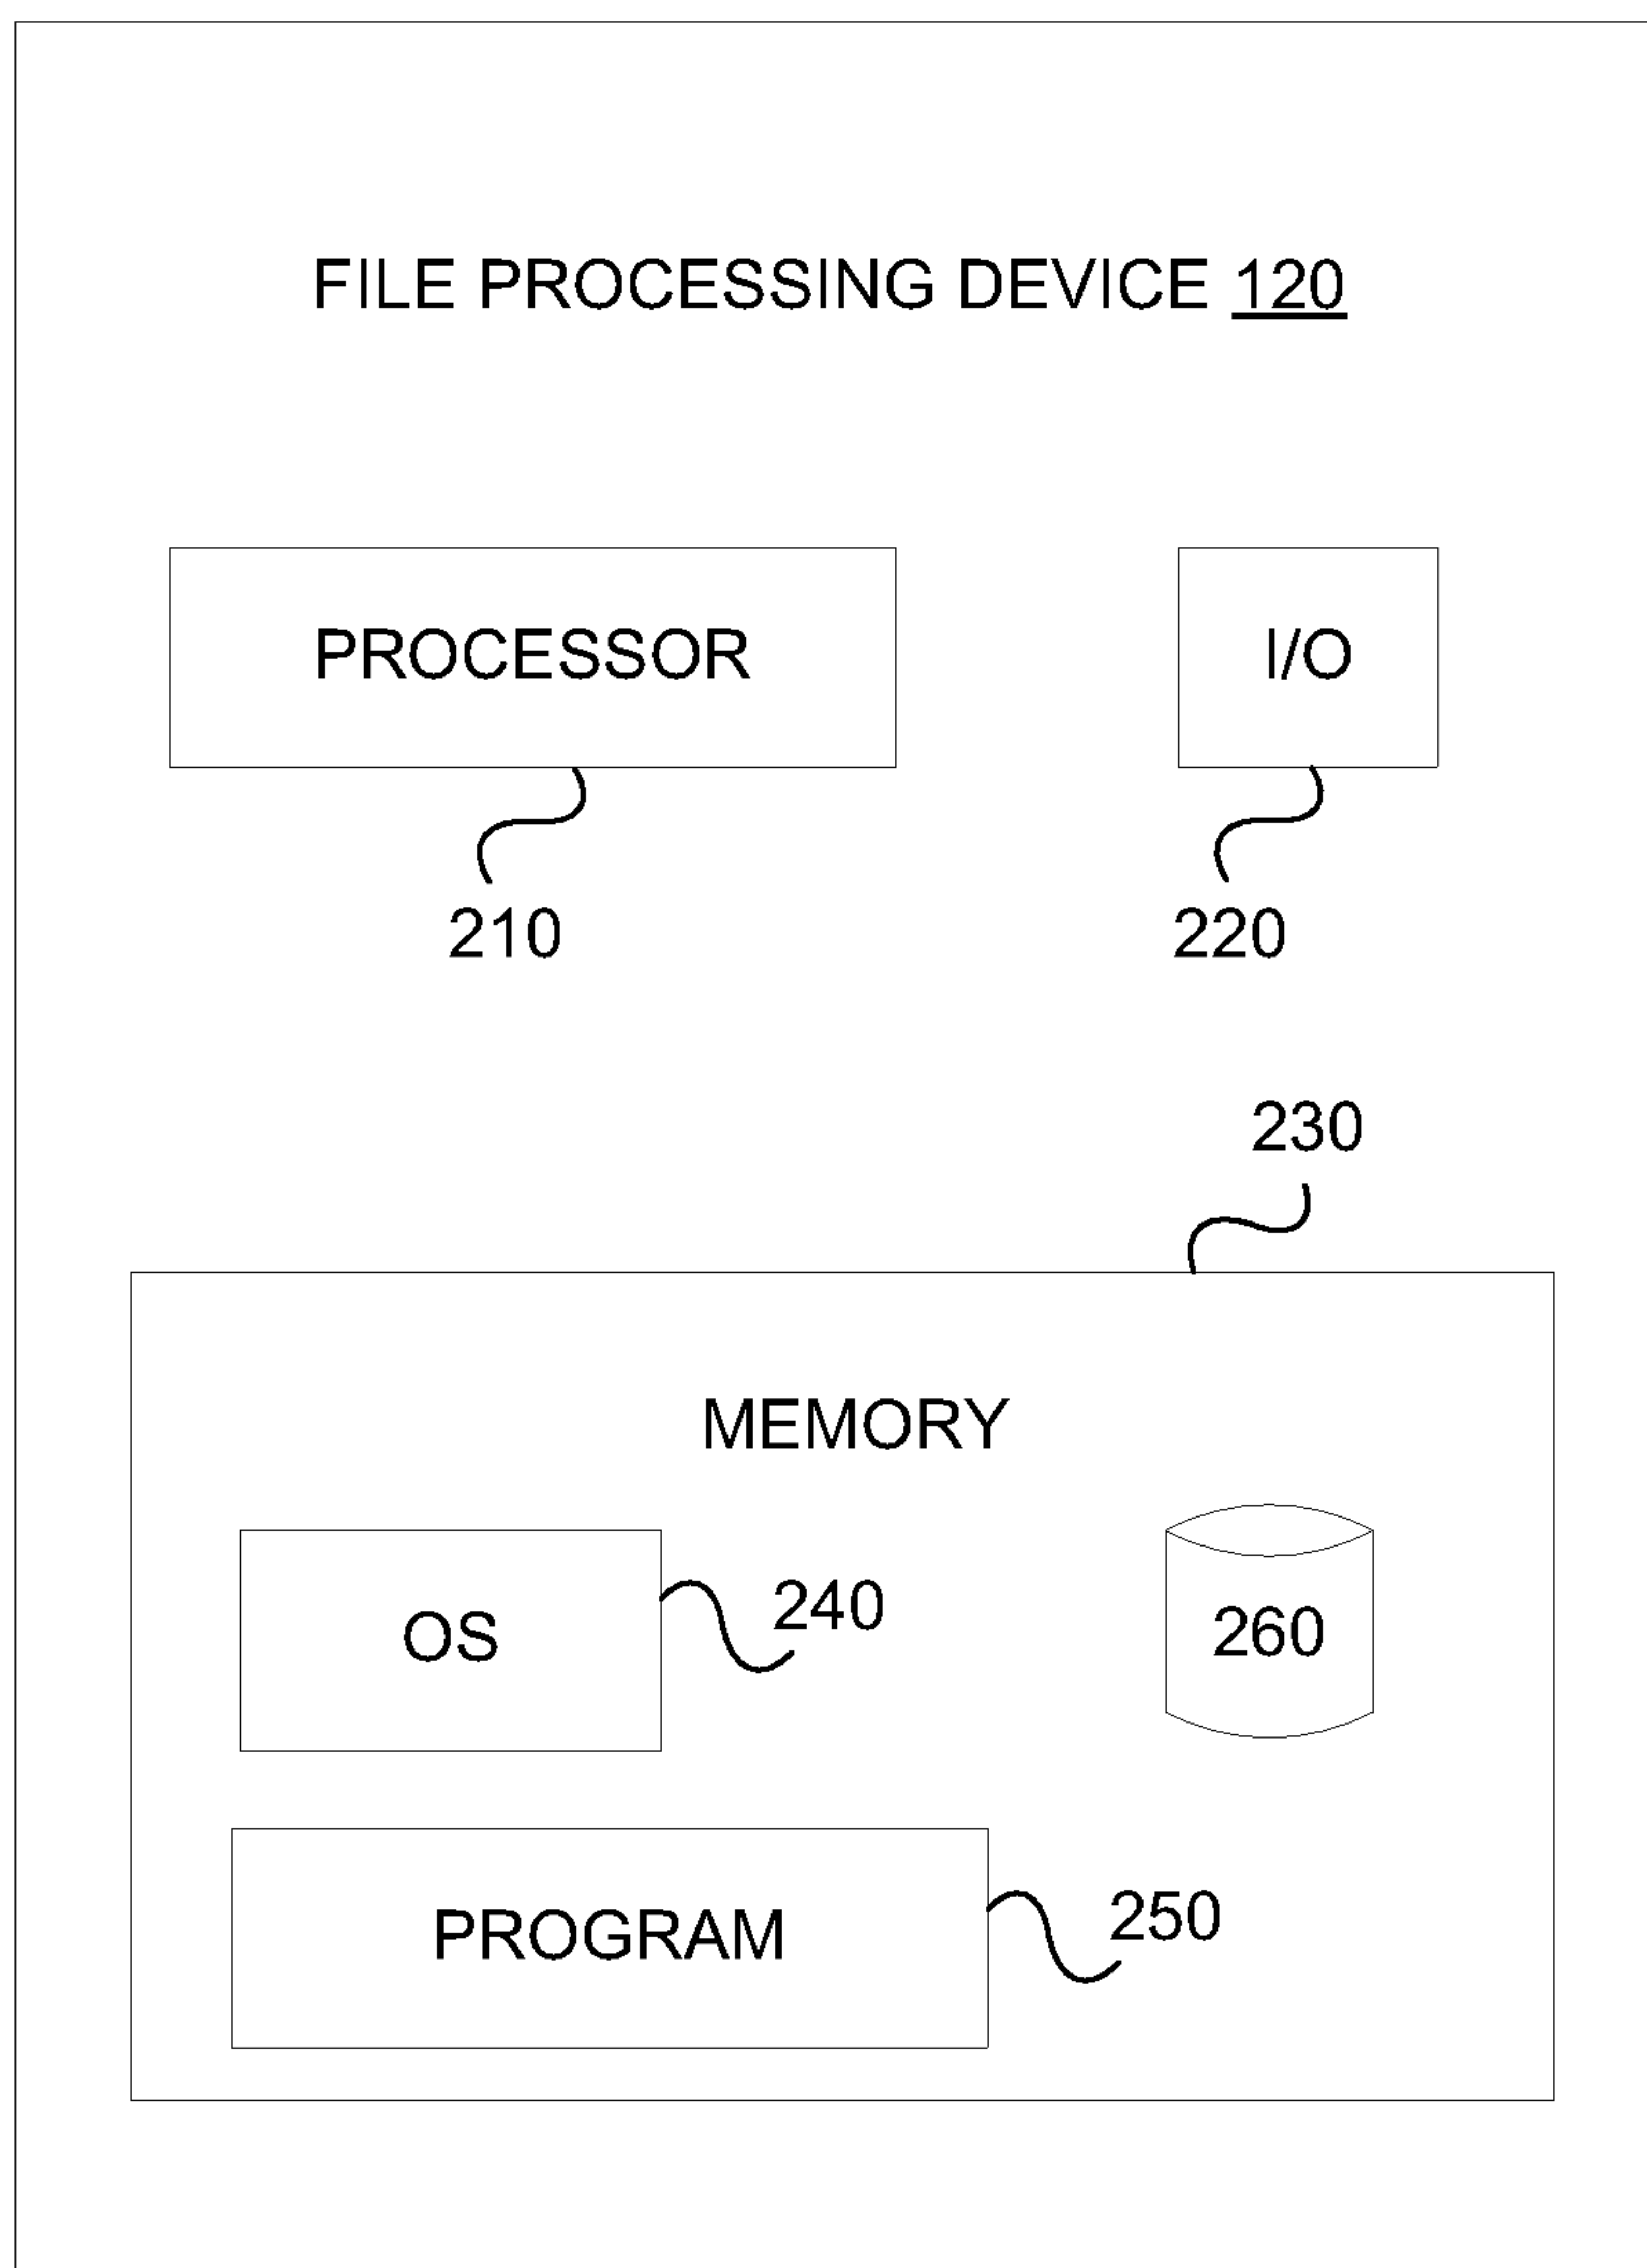 FILE PROCESSING DEVICE 120
PROCESSOR
I/O
210
220
230
MEMORY
OS
240
260
PROGRAM
250